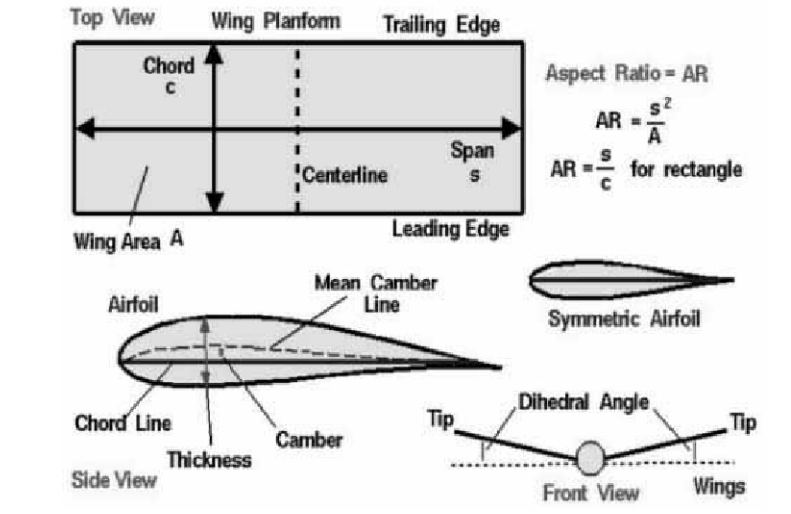 Top View
Wing Planform
Trailing Edge
Chord
c
Span
s
Centerline
Wing Area A
Leading Edge
Aspect Ratio = AR
AR = s²/A
AR = s/c for rectangle
Airfoil
Mean Camber
Line
Symmetric Airfoil
Chord Line
Thickness
Camber
Side View
Tip
Dihedral Angle
Tip
Front View
Wings